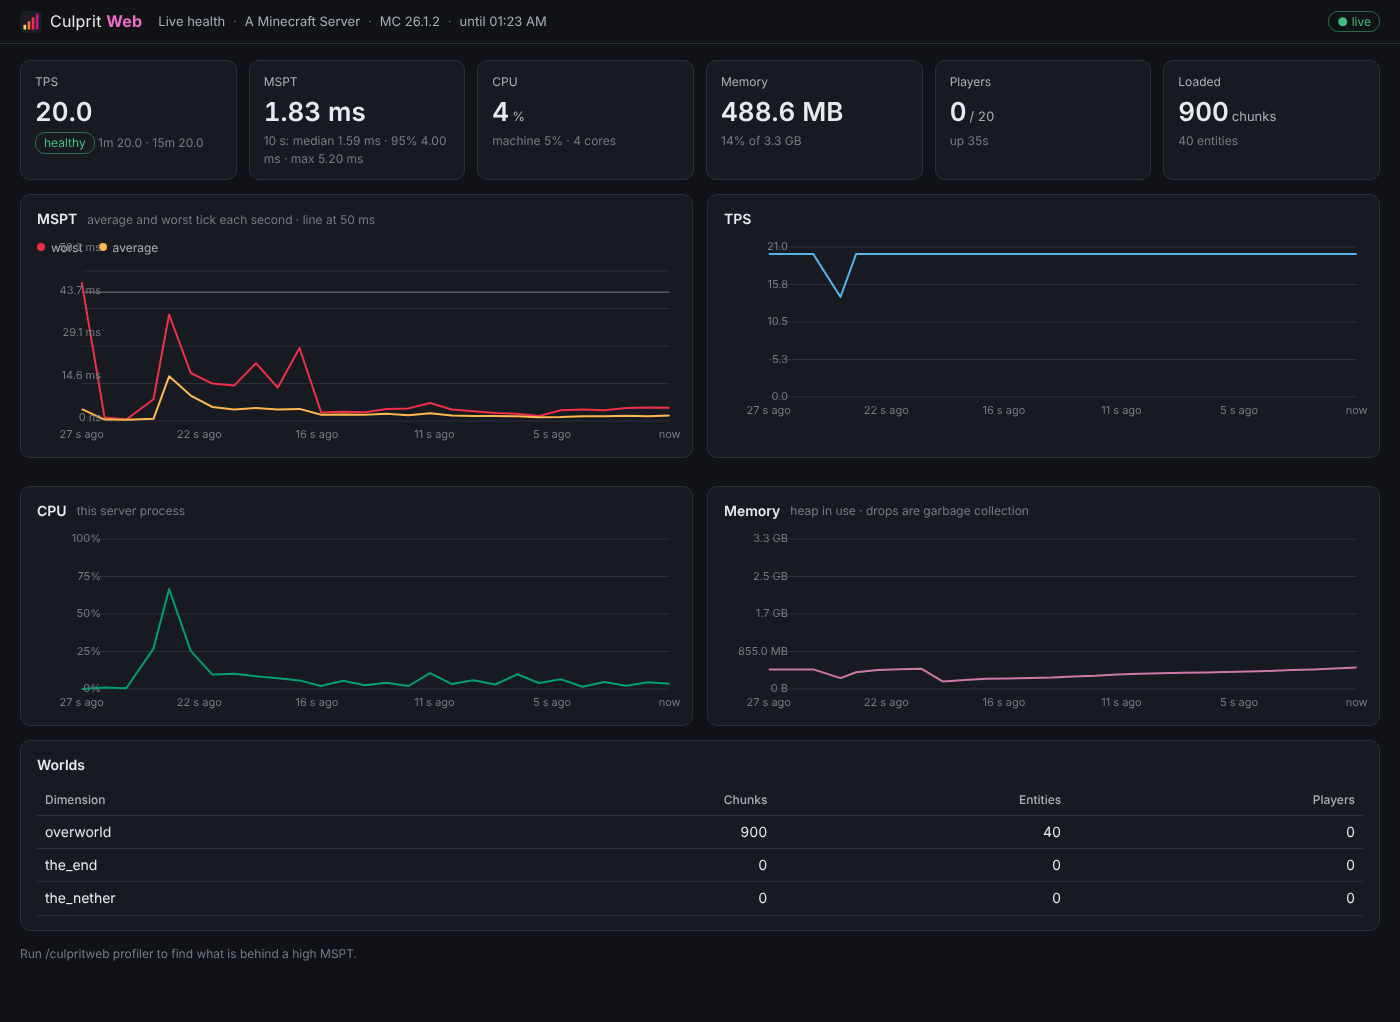 Culprit Web Live health · A Minecraft Server · MC 26.1.2 · until 01:23 AM
live
TPS
20.0
healthy 1m 20.0 · 15m 20.0
MSPT
1.83 ms
10 s: median 1.59 ms · 95% 4.00
ms · max 5.20 ms
CPU
4 %
machine 5% · 4 cores
Memory
488.6 MB
14% of 3.3 GB
Players
0 / 20
up 35s
Loaded
900 chunks
40 entities
MSPT average and worst tick each second · line at 50 ms
worst average
43.7 ms
29.1 ms
14.6 ms
27 s ago 22 s ago 16 s ago 11 s ago 5 s ago now
TPS
21.0
15.8
10.5
5.3
0.0
27 s ago 22 s ago 16 s ago 11 s ago 5 s ago now
CPU this server process
100%
75%
50%
25%
0%
27 s ago 22 s ago 16 s ago 11 s ago 5 s ago now
Memory heap in use · drops are garbage collection
3.3 GB
2.5 GB
1.7 GB
855.0 MB
0 B
27 s ago 22 s ago 16 s ago 11 s ago 5 s ago now
Worlds
Dimension Chunks Entities Players
overworld 900 40 0
the_end 0 0 0
the_nether 0 0 0
Run /culpritweb profiler to find what is behind a high MSPT.